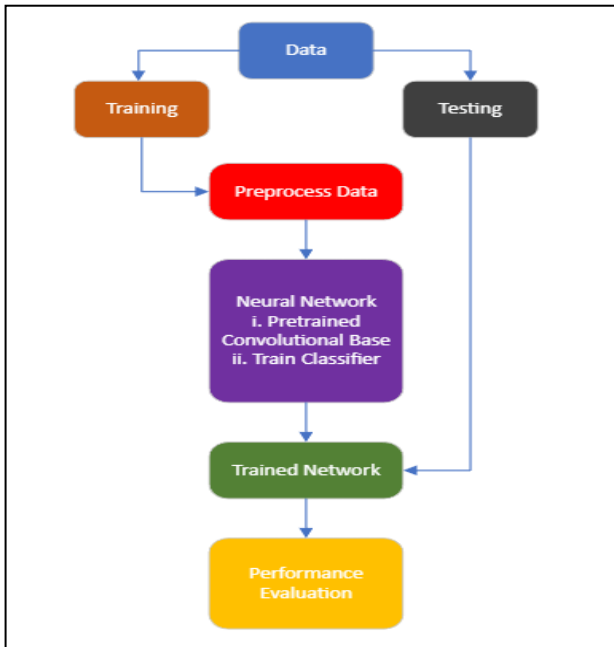 Data
Training
Testing
Preprocess Data
Neural Network
i. Pretrained
Convolutional Base
ii. Train Classifier
Trained Network
Performance
Evaluation